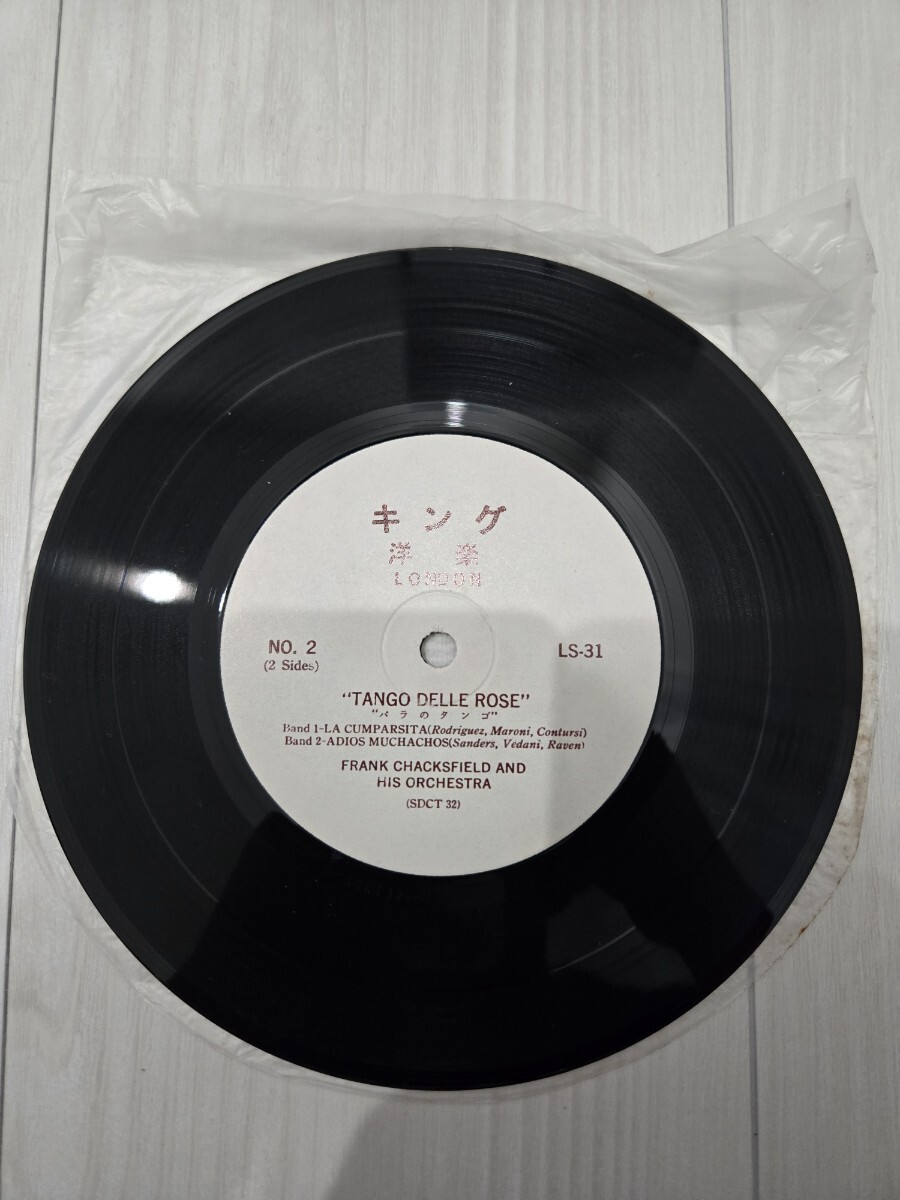 キング
洋楽
LONDON
NO. 2
(2 Sides)
LS-31
"TANGO DELLE ROSE"
"バラのタンゴ"
Band 1-LA CUMPARSITA(Rodriguez, Maroni, Contursi)
Band 2-ADIOS MUCHACHOS(Sanders, Vedani, Raven)
FRANK CHACKSFIELD AND
HIS ORCHESTRA
(SDCT 32)